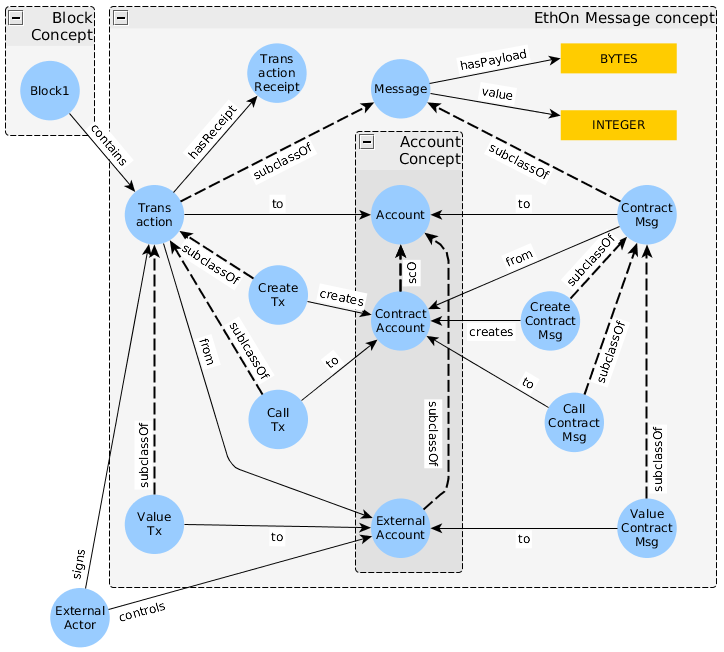 Block
Concept
EthOn Message concept
Block1
contains
Trans
action
Receipt
hasReceipt
Message
hasPayload
BYTES
value
INTEGER
subclassOf
subclassOf
Account
Concept
Trans
action
to
Account
to
Contract
Msg
subclassOf
Create
Tx
creates
scO
from
subclassOf
Contract
Account
creates
Create
Contract
Msg
from
sublcassOf
to
to
subclassOf
Call
Tx
Call
Contract
Msg
subclassOf
subclassOf
subclassOf
Value
Tx
to
External
Account
to
Value
Contract
Msg
signs
External
Actor
controls